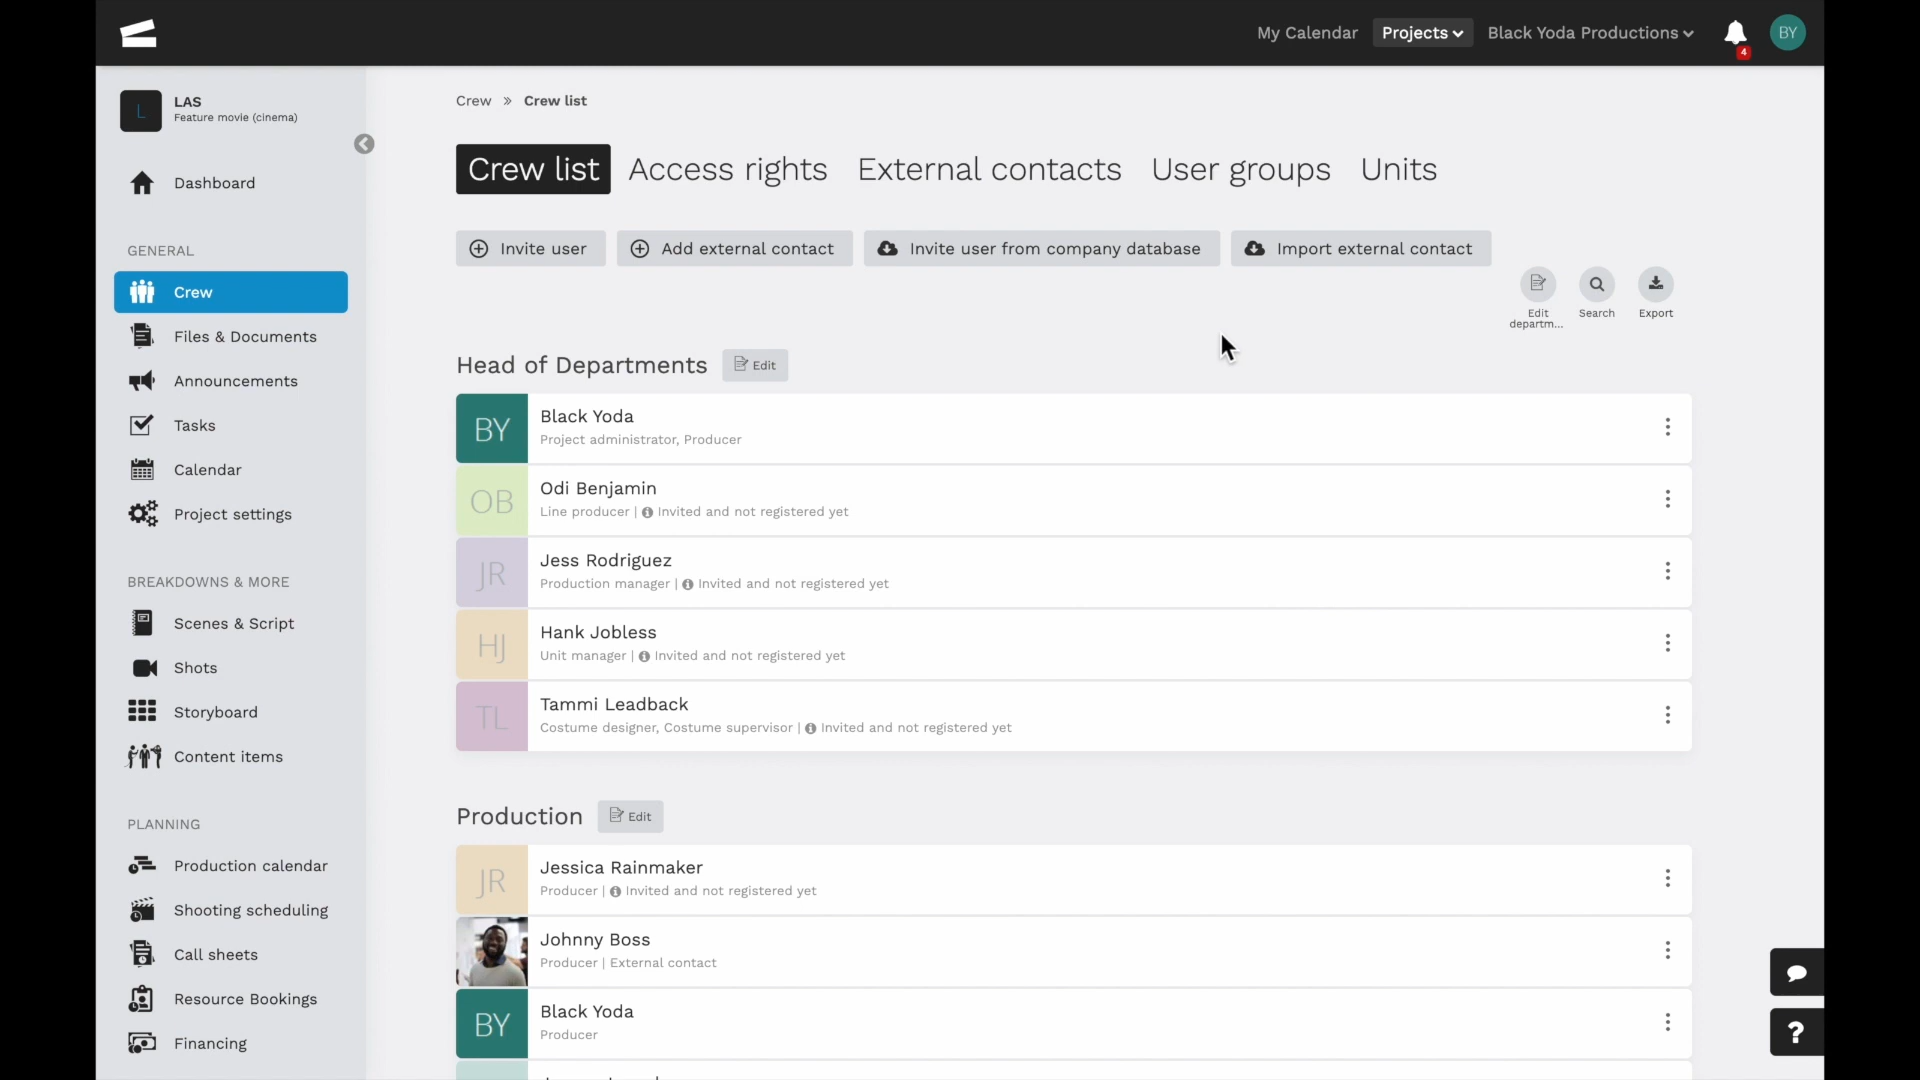 My Calendar
Projects
Black Yoda Productions
4
BY
L
LAS
Feature movie (cinema)
Dashboard
GENERAL
Crew
Files & Documents
Announcements
Tasks
Calendar
Project settings
BREAKDOWNS & MORE
Scenes & Script
Shots
Storyboard
Content items
PLANNING
Production calendar
Shooting scheduling
Call sheets
Resource Bookings
Financing
Crew » Crew list
Crew list
Access rights
External contacts
User groups
Units
Invite user
Add external contact
Invite user from company database
Import external contact
Edit
departm...
Search
Export
Head of Departments
Edit
BY
Black Yoda
Project administrator, Producer
OB
Odi Benjamin
Line producer | Invited and not registered yet
JR
Jess Rodriguez
Production manager | Invited and not registered yet
HJ
Hank Jobless
Unit manager | Invited and not registered yet
TL
Tammi Leadback
Costume designer, Costume supervisor | Invited and not registered yet
Production
Edit
JR
Jessica Rainmaker
Producer | Invited and not registered yet
Johnny Boss
Producer | External contact
BY
Black Yoda
Producer
?